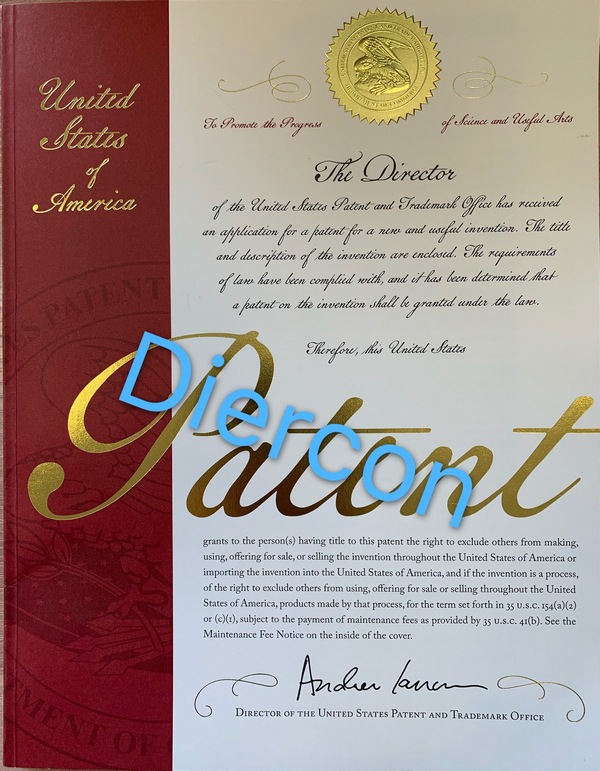 United
States
of
America
To Promote the Progress
of Science and Useful Arts
The Director
of the United States Patent and Trademark Office has received
an application for a patent for a new and useful invention. The title
and description of the invention are enclosed. The requirements
of law have been complied with, and it has been determined that
a patent on the invention shall be granted under the law.
Therefore, this United States
Patent
Diercon
grants to the person(s) having title to this patent the right to exclude others from making,
using, offering for sale, or selling the invention throughout the United States of America or
importing the invention into the United States of America, and if the invention is a process,
of the right to exclude others from using, offering for sale or selling throughout the United
States of America, products made by that process, for the term set forth in 35 U.S.C. 154(a)(2)
or (c)(1), subject to the payment of maintenance fees as provided by 35 U.S.C. 41(b). See the
Maintenance Fee Notice on the inside of the cover.
Director of the United States Patent and Trademark Office